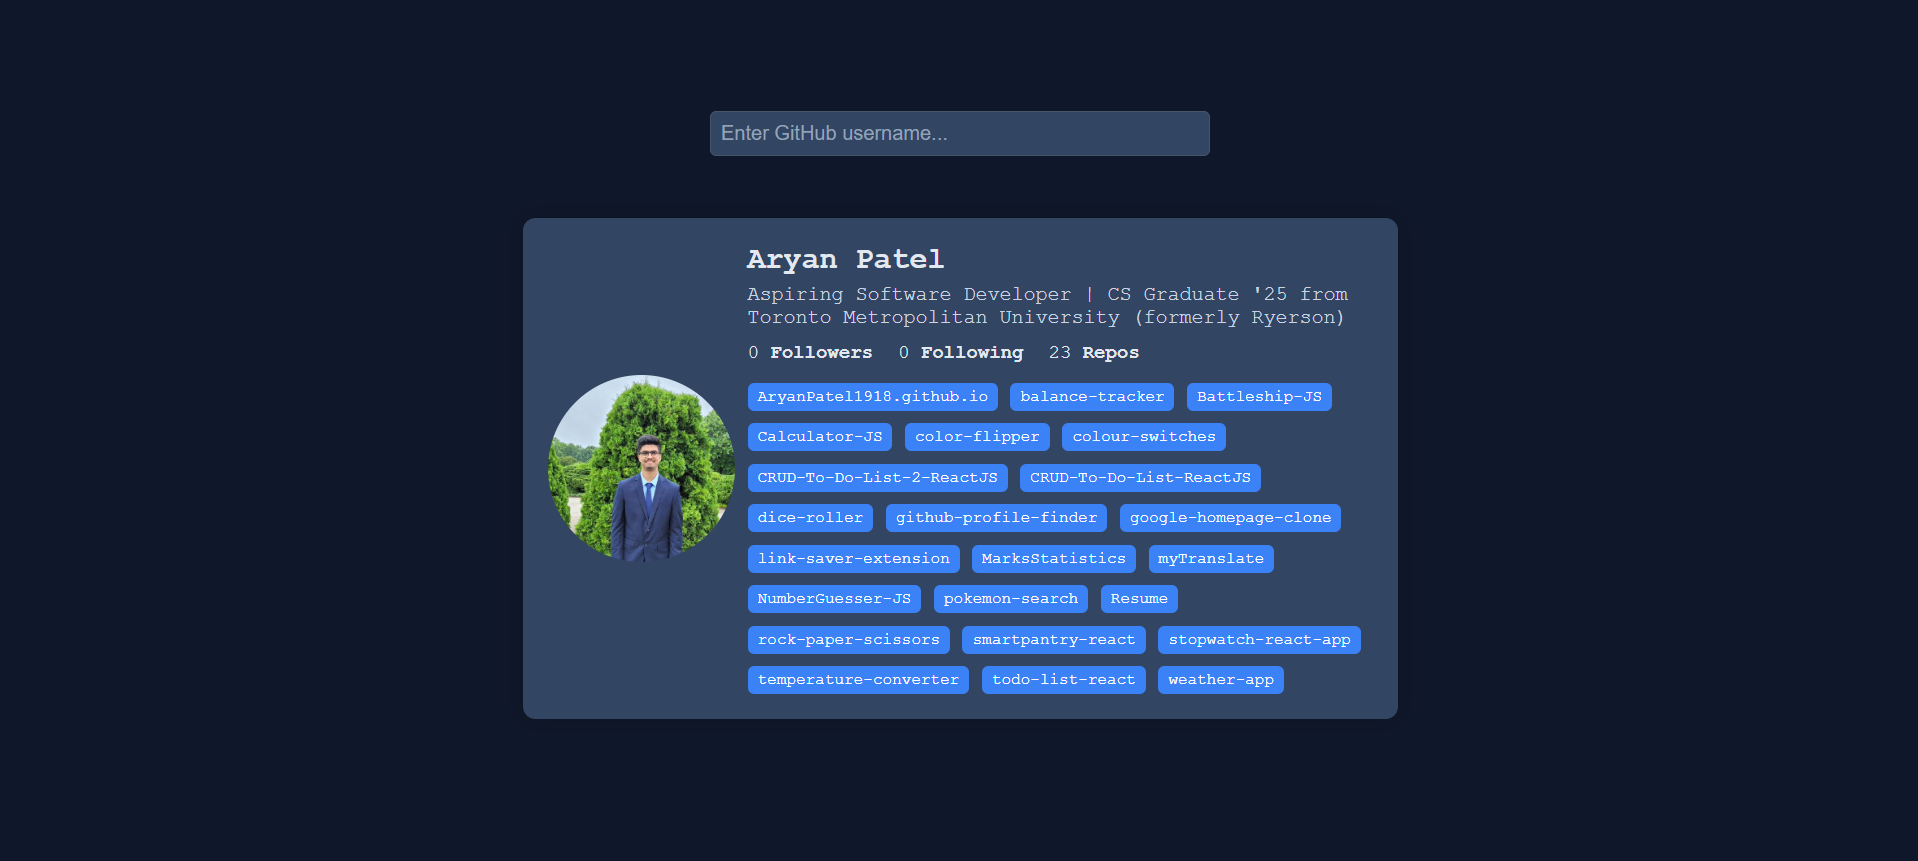 Enter GitHub username...
Aryan Patel
Aspiring Software Developer | CS Graduate '25 from
Toronto Metropolitan University (formerly Ryerson)
0 Followers 0 Following 23 Repos
AryanPatel1918.github.io balance-tracker Battleship-JS
Calculator-JS color-flipper colour-switches
CRUD-To-Do-List-2-ReactJS CRUD-To-Do-List-ReactJS
dice-roller github-profile-finder google-homepage-clone
link-saver-extension MarksStatistics myTranslate
NumberGuesser-JS pokemon-search Resume
rock-paper-scissors smartpantry-react stopwatch-react-app
temperature-converter todo-list-react weather-app